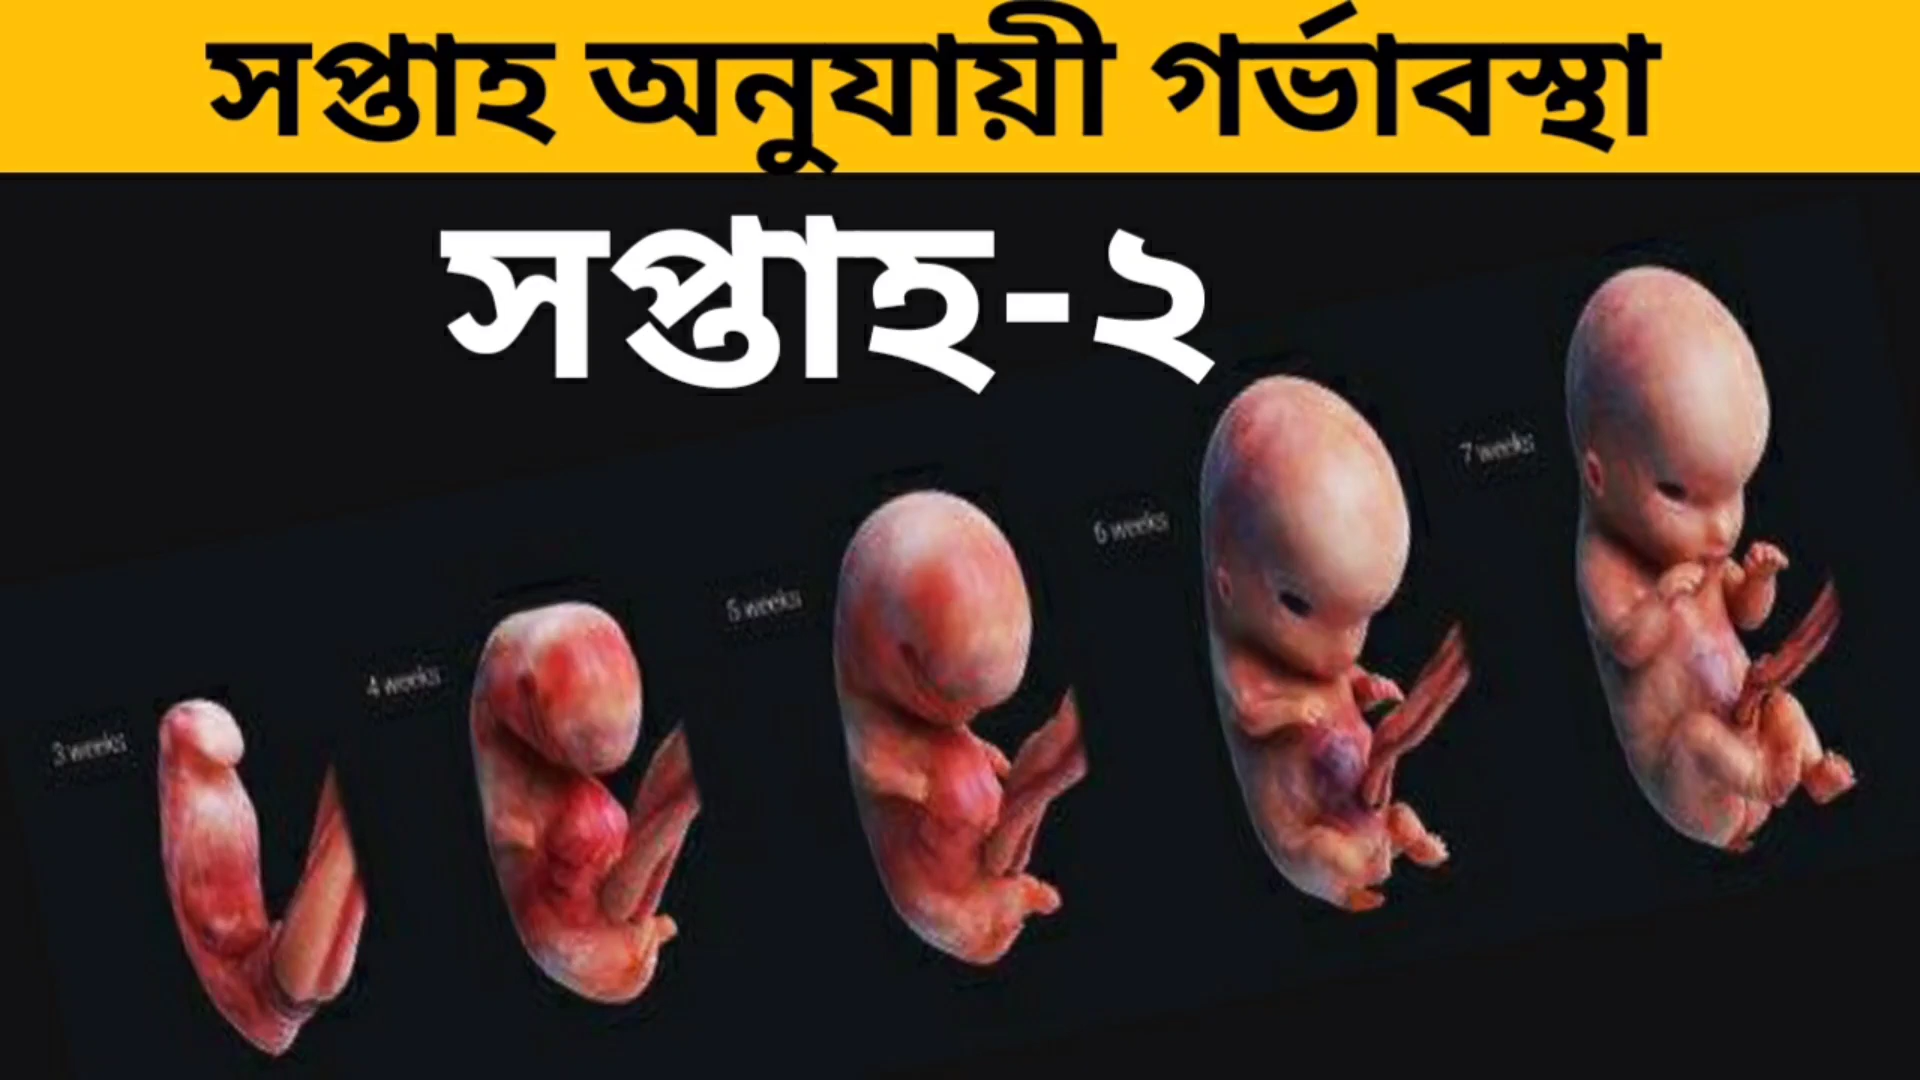 সপ্তাহ অনুযায়ী গর্ভাবস্থা
সপ্তাহ-২
7 weeks
6 weeks
5 weeks
4 weeks
3 weeks